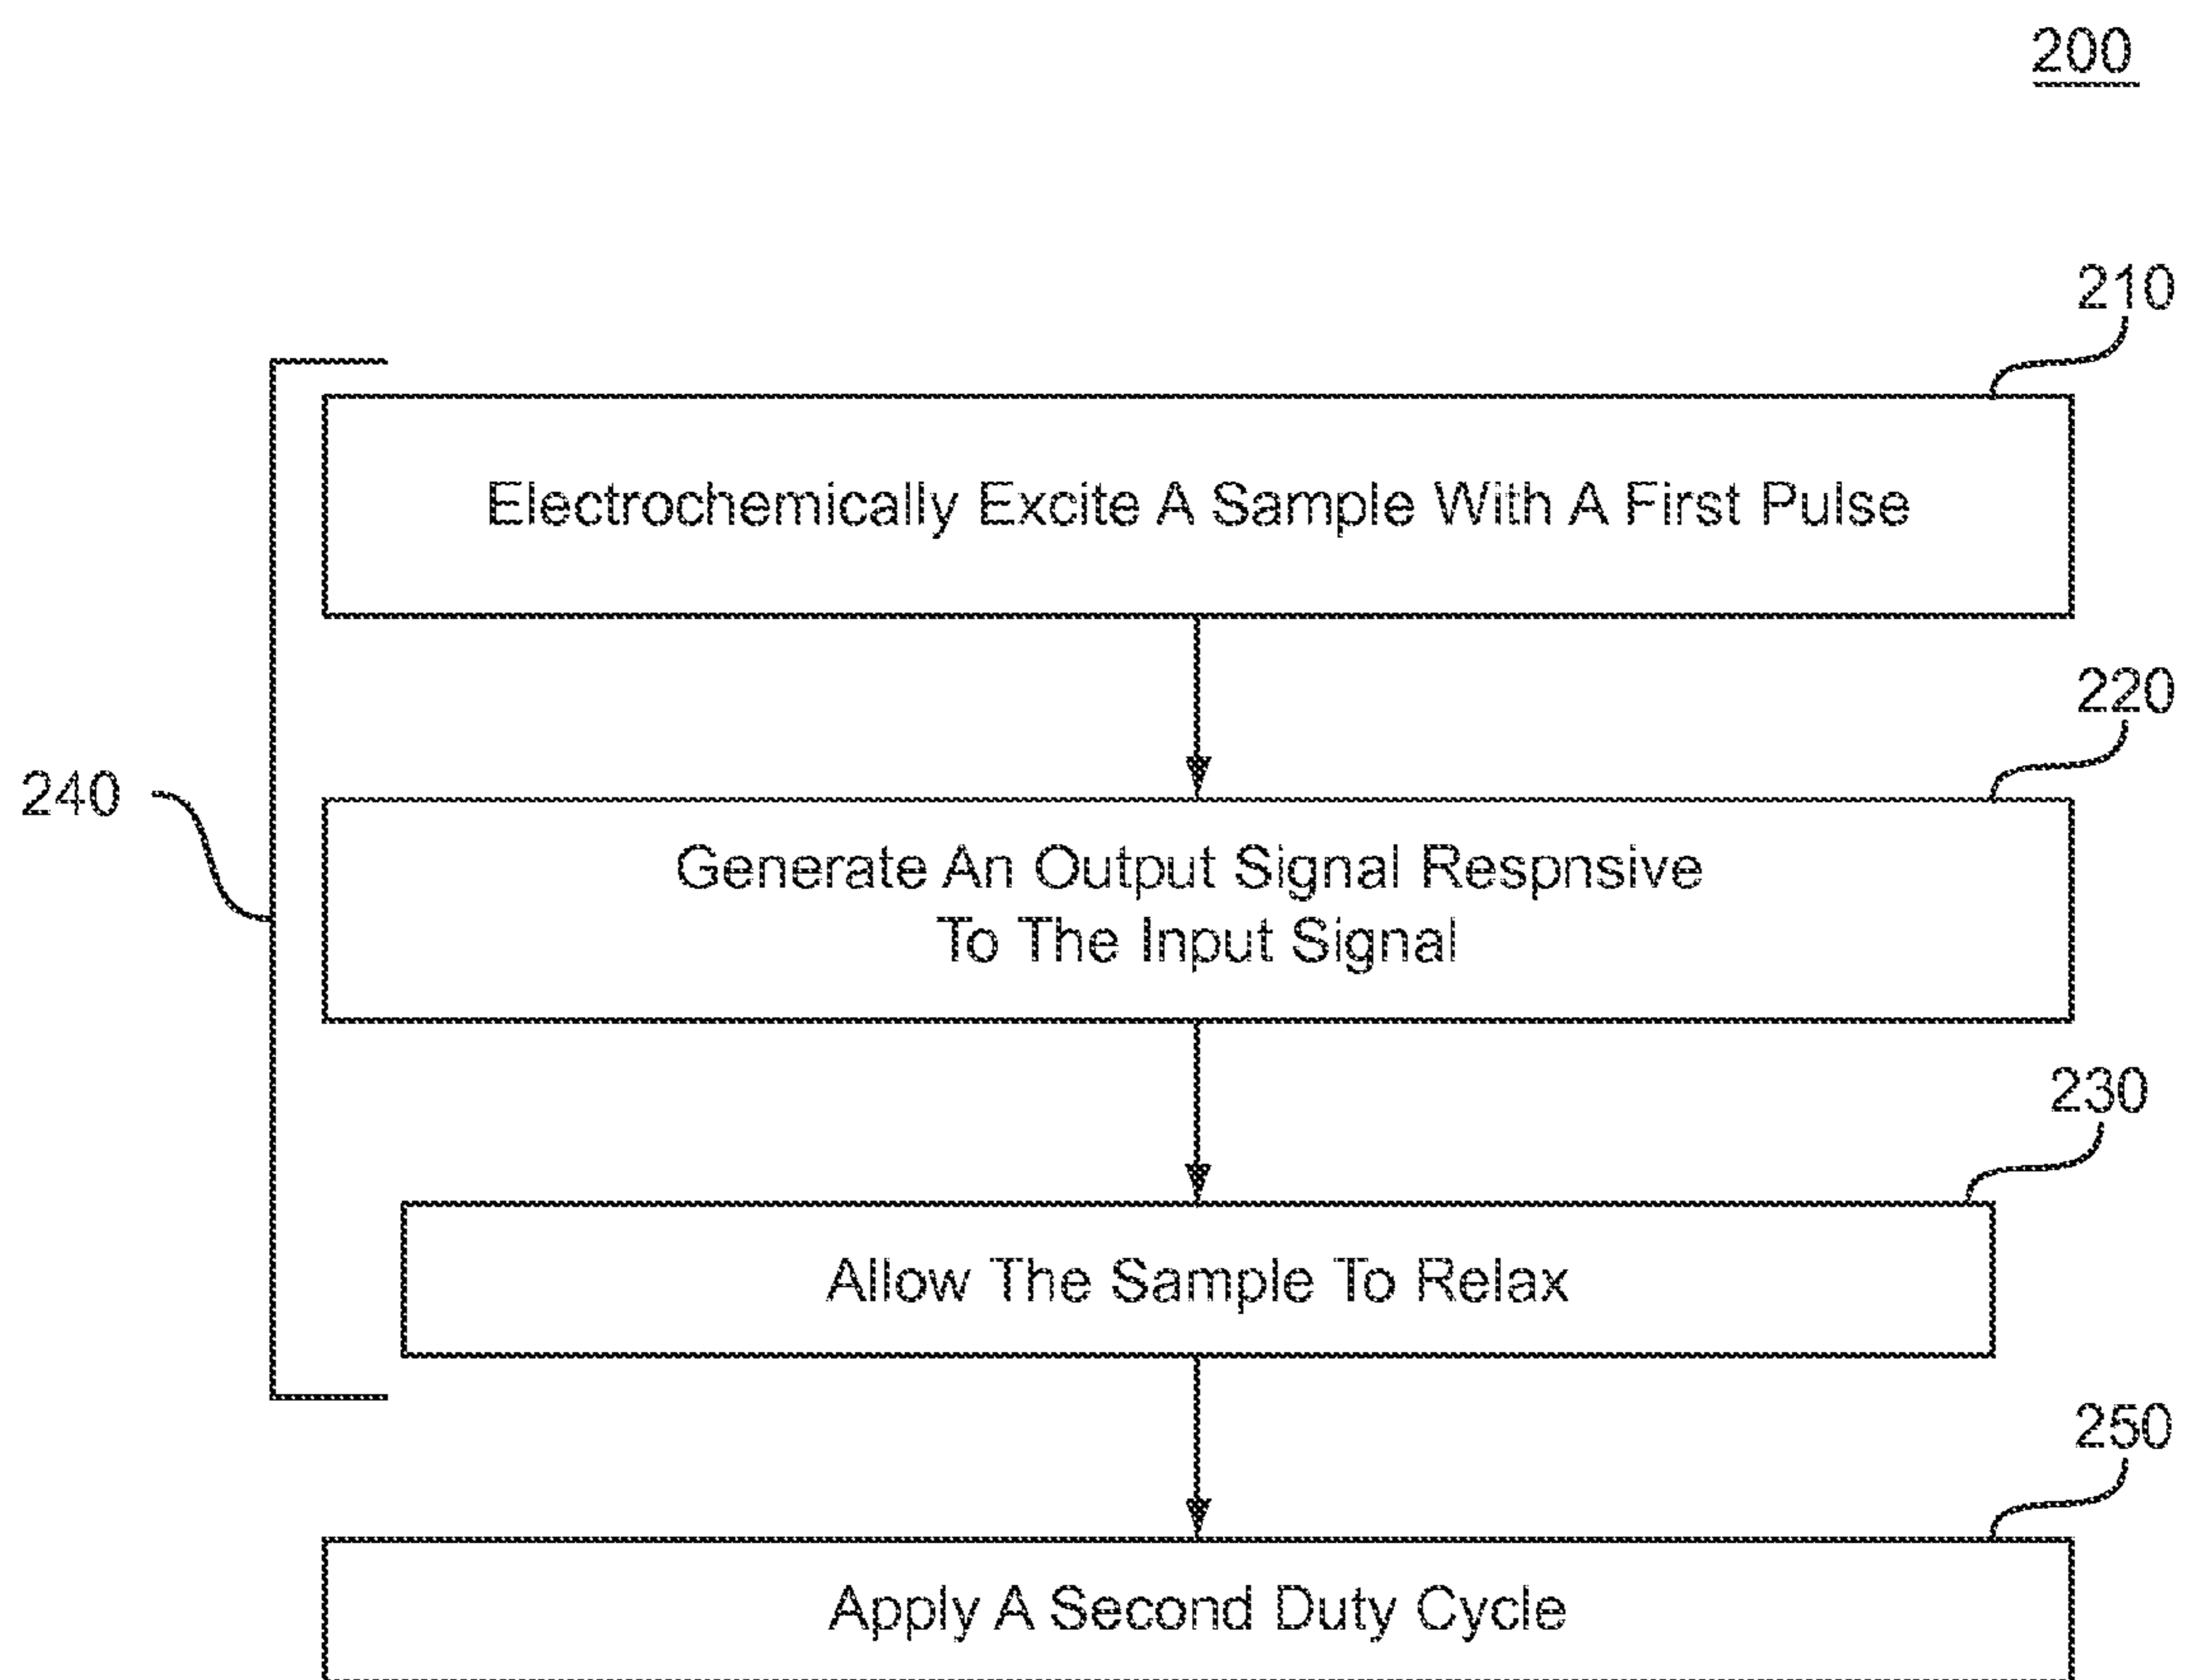 200
210
Electrochemically Excite A Sample With A First Pulse
220
240
Generate An Output Signal Respnsive
To The Input Signal
230
Allow The Sample To Relax
250
Apply A Second Duty Cycle